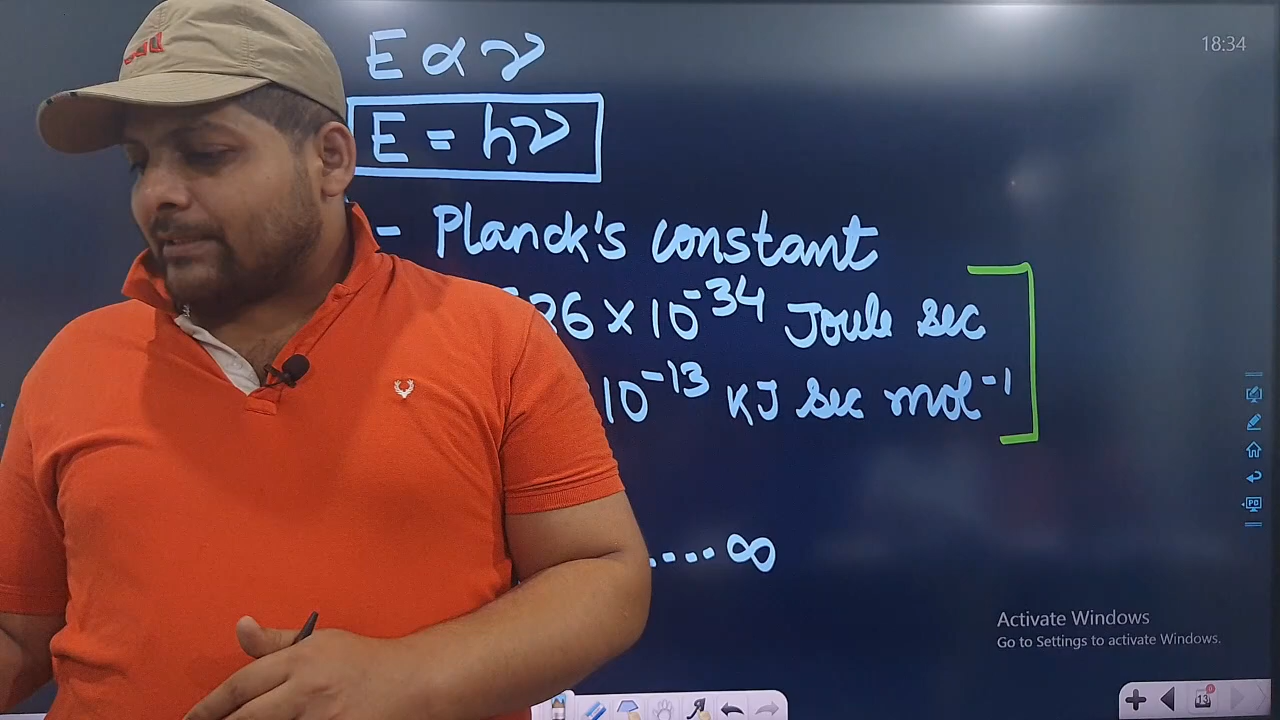 18:34
E α ν
E = hν
- Planck's constant
26 × 10⁻³⁴ Joule sec
10⁻¹³ KJ sec mol⁻¹
.... ∞
Activate Windows
Go to Settings to activate Windows.
13